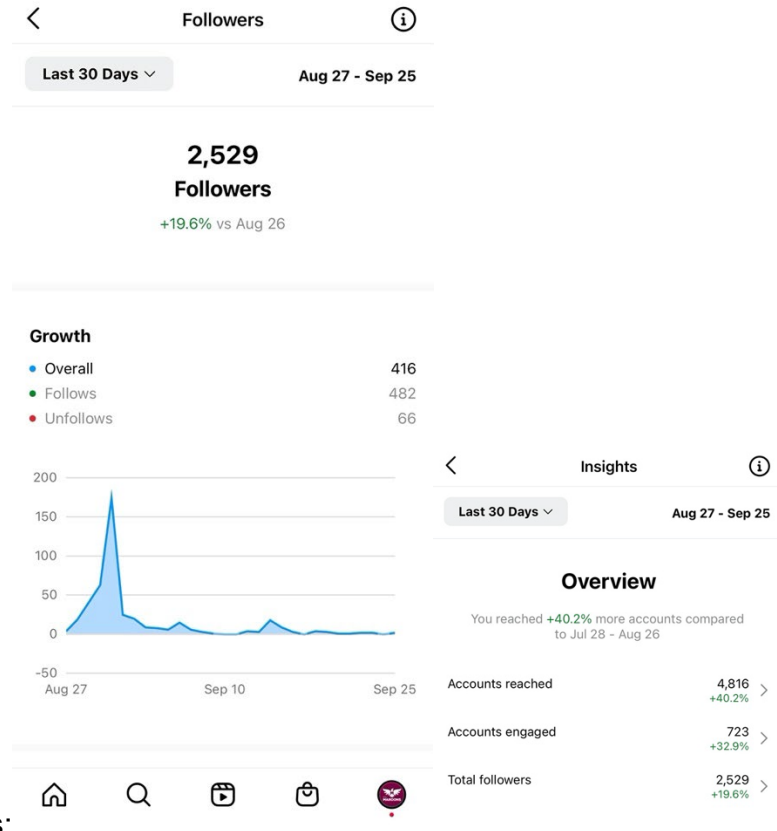 Followers
Last 30 Days
Aug 27 - Sep 25
2,529
Followers
+19.6% vs Aug 26
Growth
Overall 416
Follows 482
Unfollows 66
200
150
100
50
0
-50
Aug 27 Sep 10 Sep 25
Insights
Last 30 Days
Aug 27 - Sep 25
Overview
You reached +40.2% more accounts compared
to Jul 28 - Aug 26
Accounts reached 4,816
+40.2%
Accounts engaged 723
+32.9%
Total followers 2,529
+19.6%